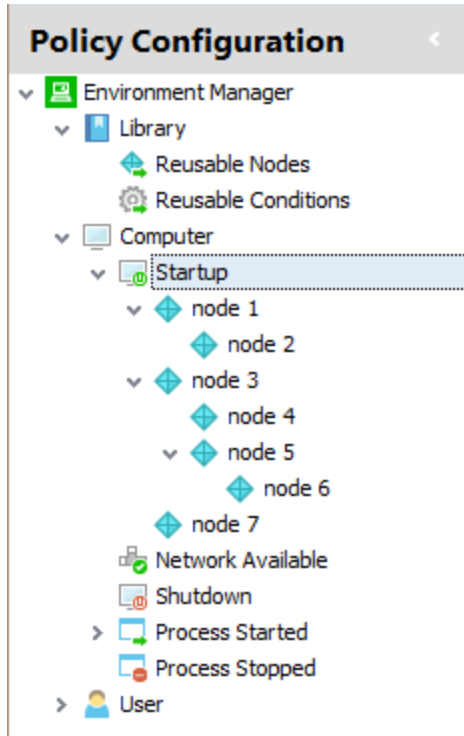 Policy Configuration
Environment Manager
Library
Reusable Nodes
Reusable Conditions
Computer
Startup
node 1
node 2
node 3
node 4
node 5
node 6
node 7
Network Available
Shutdown
Process Started
Process Stopped
User